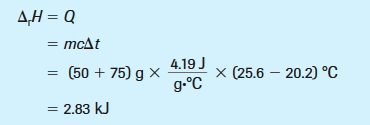 ΔᵣH = Q
= mcΔt
= (50 + 75) g × 4.19 J / g·°C × (25.6 − 20.2) °C
= 2.83 kJ